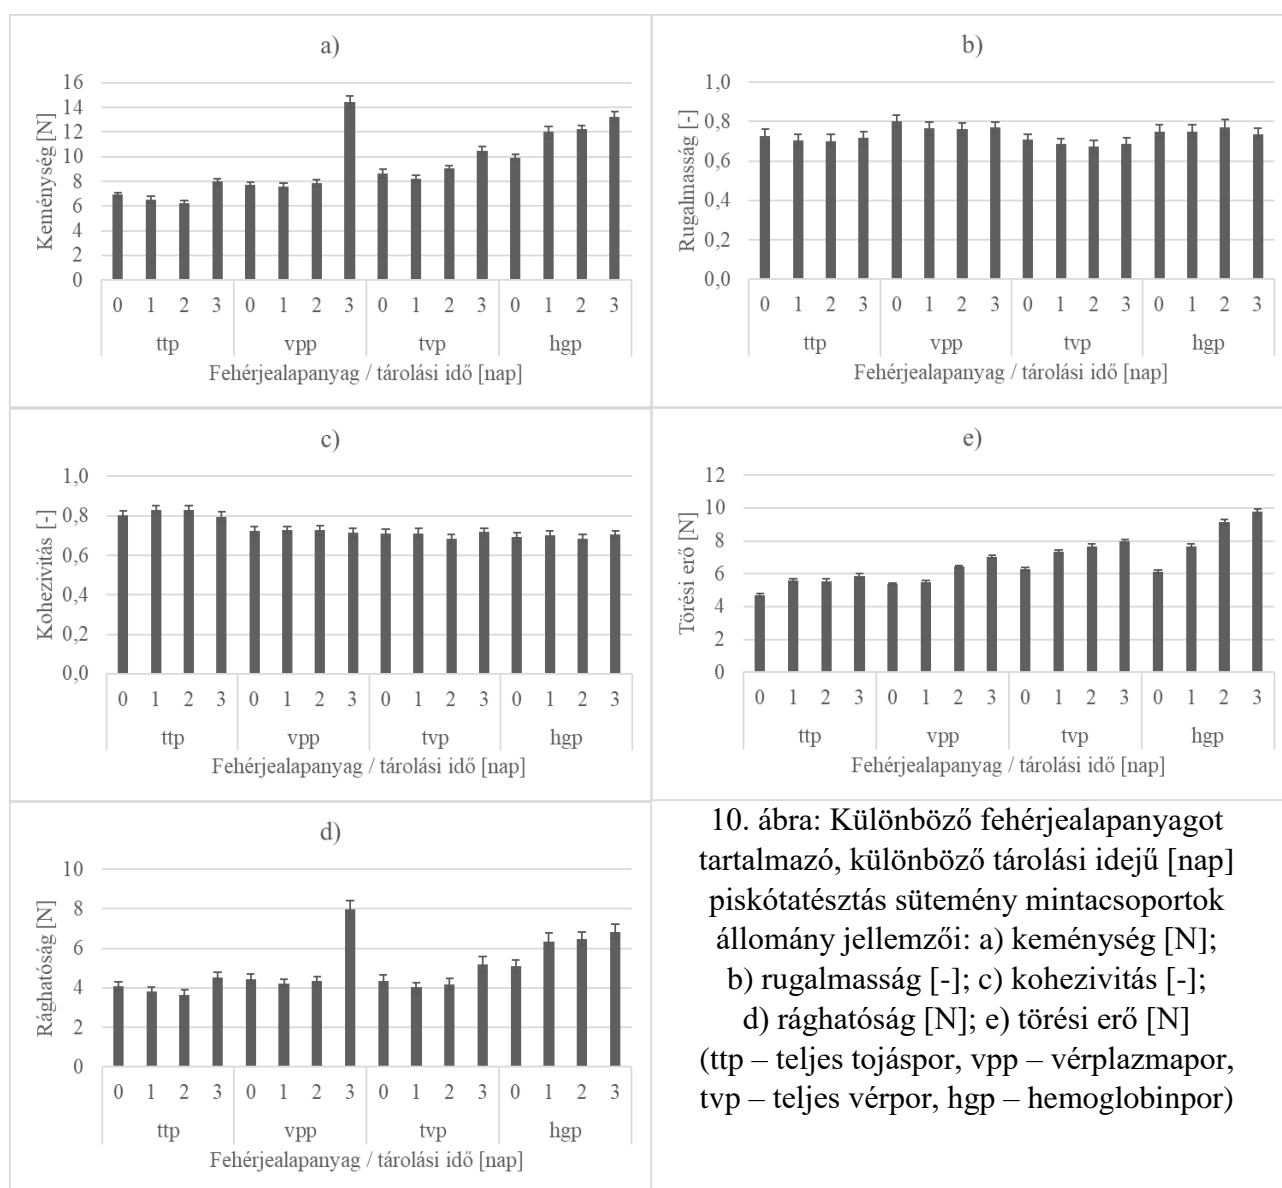 a)
Keménység [N]
16
14
12
10
8
6
4
2
0
0 1 2 3 0 1 2 3 0 1 2 3 0 1 2 3
ttp vpp tvp hgp
Fehérjealapanyag / tárolási idő [nap]
b)
Rugalmasság [-]
1,0
0,8
0,6
0,4
0,2
0,0
0 1 2 3 0 1 2 3 0 1 2 3 0 1 2 3
ttp vpp tvp hgp
Fehérjealapanyag / tárolási idő [nap]
c)
Kohezivitás [-]
1,0
0,8
0,6
0,4
0,2
0,0
0 1 2 3 0 1 2 3 0 1 2 3 0 1 2 3
ttp vpp tvp hgp
Fehérjealapanyag / tárolási idő [nap]
e)
Törési erő [N]
12
10
8
6
4
2
0
0 1 2 3 0 1 2 3 0 1 2 3 0 1 2 3
ttp vpp tvp hgp
Fehérjealapanyag / tárolási idő [nap]
d)
Rághatóság [N]
10
8
6
4
2
0
0 1 2 3 0 1 2 3 0 1 2 3 0 1 2 3
ttp vpp tvp hgp
Fehérjealapanyag / tárolási idő [nap]
10. ábra: Különböző fehérjealapanyagot
tartalmazó, különböző tárolási idejű [nap]
piskótatésztás sütemény mintacsoportok
állomány jellemzői: a) keménység [N];
b) rugalmasság [-]; c) kohezivitás [-];
d) rághatóság [N]; e) törési erő [N]
(ttp – teljes tojáspor, vpp – vérplazmapor,
tvp – teljes vérpor, hgp – hemoglobinpor)